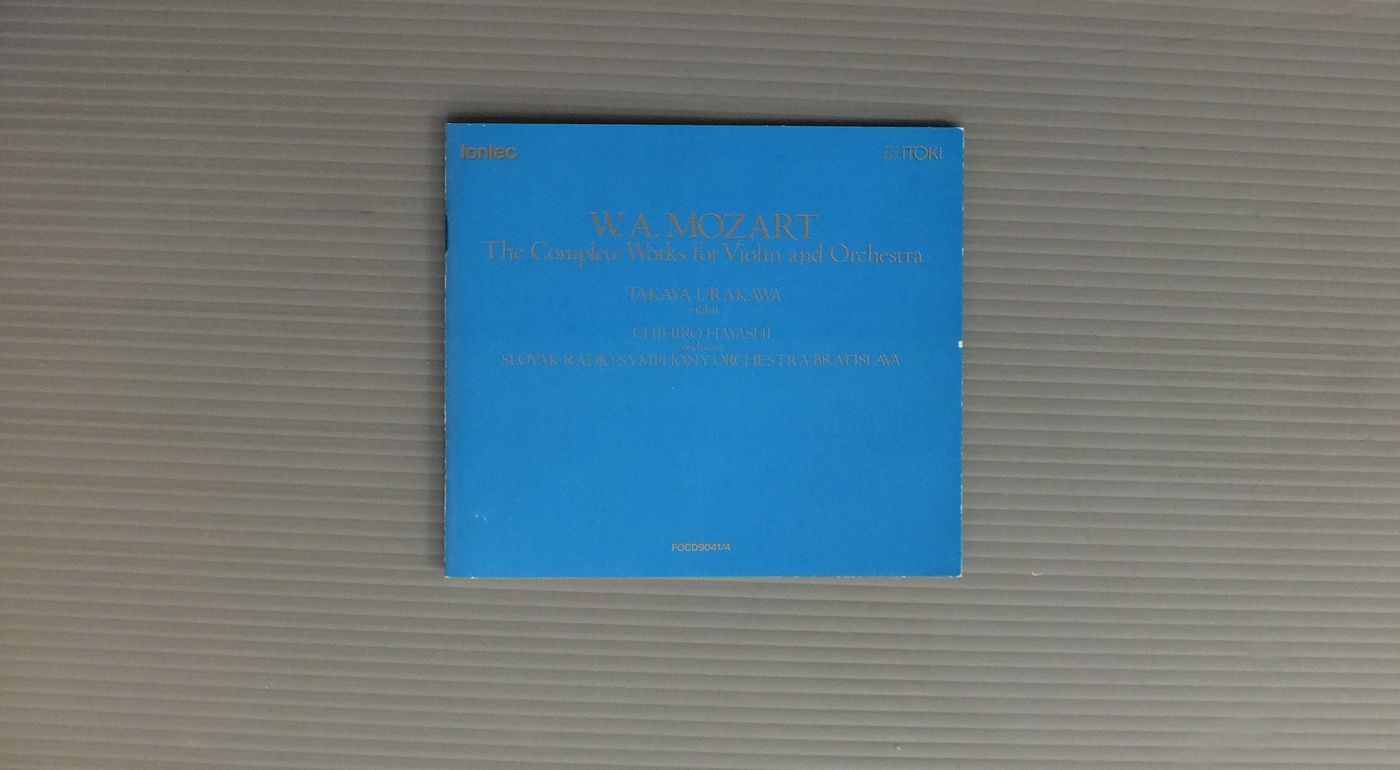 fontec
ITOKI
W. A. MOZART
The Complete Works for Violin and Orchestra
TAKAYA URAKAWA
violin
CHIHIRO HAYASHI
conductor
SLOVAK RADIO SYMPHONY ORCHESTRA BRATISLAVA
FOCD9041/4